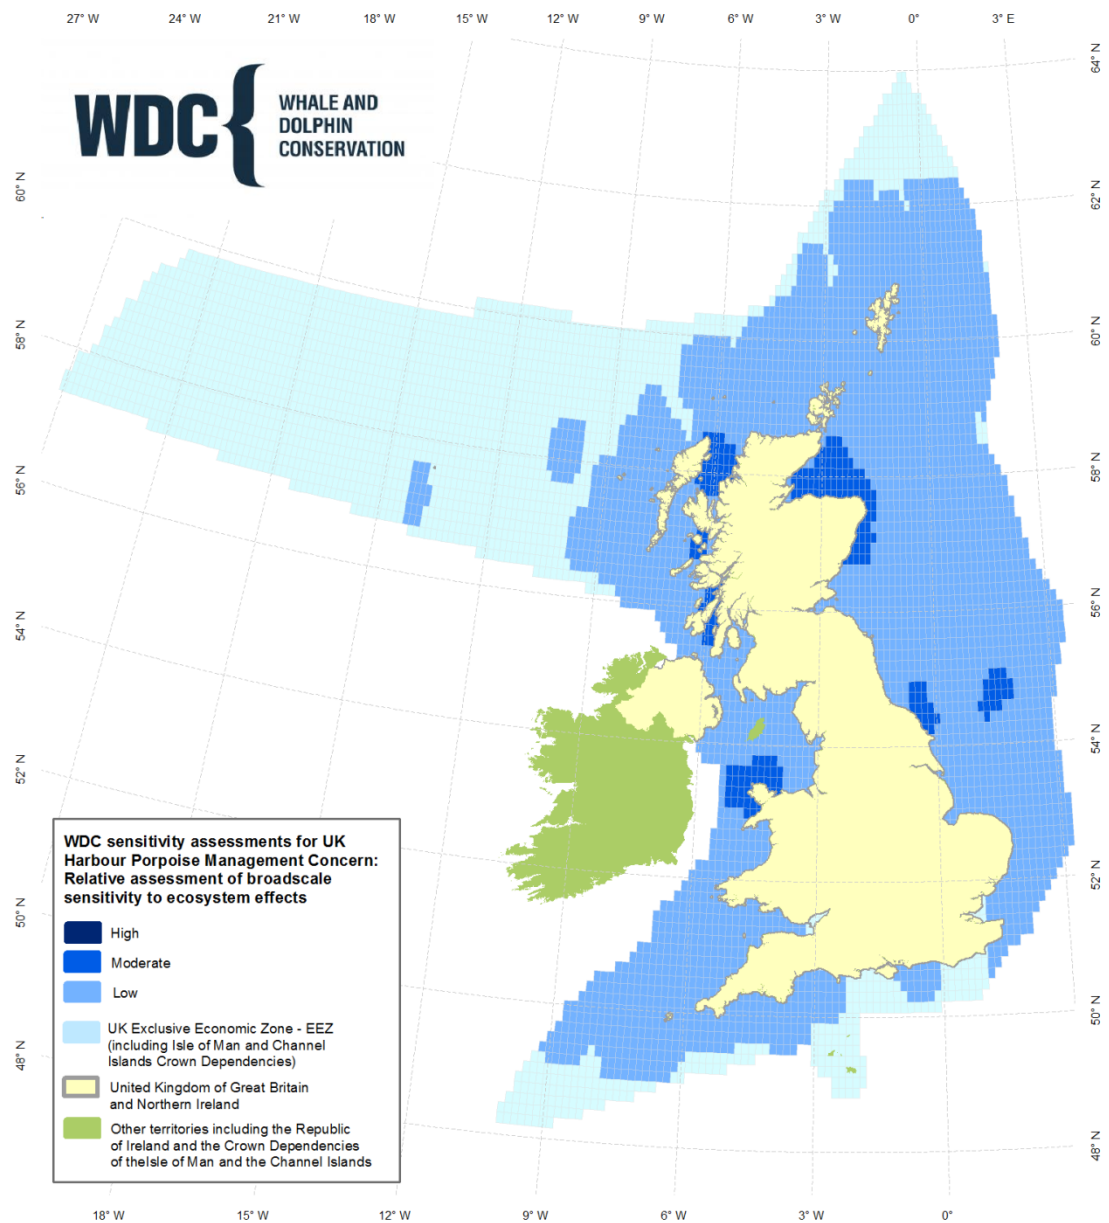 27° W 24° W 21° W 18° W 15° W 12° W 9° W 6° W 3° W 0° 3° E
WDC
WHALE AND
DOLPHIN
CONSERVATION
60° N
58° N
56° N
54° N
52° N
50° N
48° N
64° N
62° N
60° N
58° N
56° N
54° N
52° N
50° N
48° N
WDC sensitivity assessments for UK
Harbour Porpoise Management Concern:
Relative assessment of broadscale
sensitivity to ecosystem effects
High
Moderate
Low
UK Exclusive Economic Zone - EEZ
(including Isle of Man and Channel
Islands Crown Dependencies)
United Kingdom of Great Britain
and Northern Ireland
Other territories including the Republic
of Ireland and the Crown Dependencies
of theIsle of Man and the Channel Islands
18° W 15° W 12° W 9° W 6° W 3° W 0°